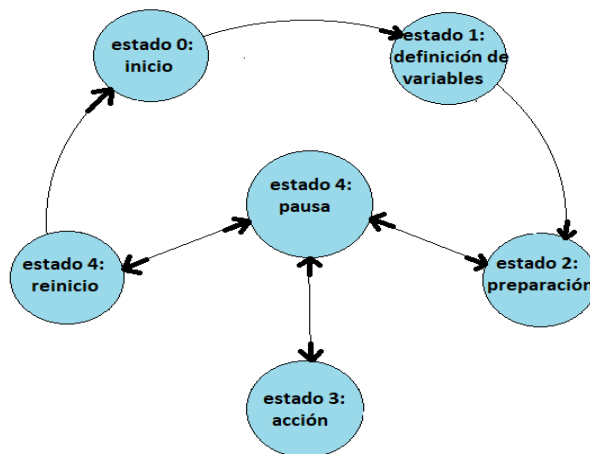 estado 0:
inicio
estado 1:
definición de
variables
estado 4:
pausa
estado 4:
reinicio
estado 2:
preparación
estado 3:
acción